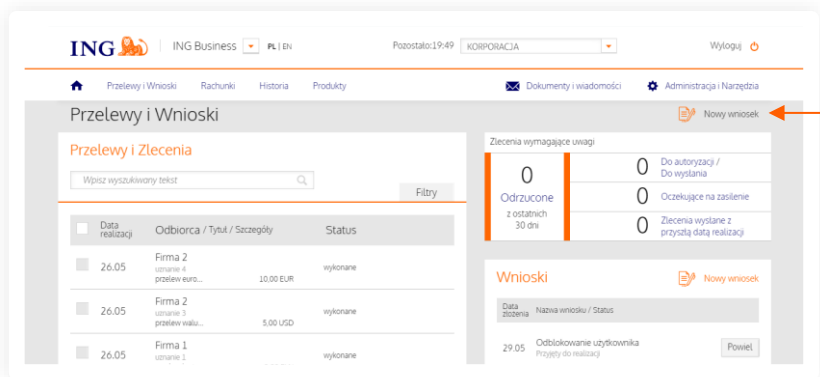 ING ING Business PL | EN Pozostało:19:49 KORPORACJA Wyloguj
Przelewy i Wnioski Rachunki Historia Produkty Dokumenty i wiadomości Administracja i Narzędzia
Przelewy i Wnioski Nowy wniosek
Przelewy i Zlecenia
Wpisz wyszukiwany tekst
Filtry
Data realizacji Odbiorca / Tytuł / Szczegóły Status
26.05 Firma 2
uznanie 4
przelew euro... 10,00 EUR wykonane
26.05 Firma 2
uznanie 3
przelew walu... 5,00 USD wykonane
26.05 Firma 1
uznanie 1
wykonane
Zlecenia wymagające uwagi
0
Odrzucone
z ostatnich
30 dni
0 Do autoryzacji /
Do wysłania
0 Oczekujące na zasilenie
0 Zlecenia wysłane z
przyszłą datą realizacji
Wnioski Nowy wniosek
Data
złożenia Nazwa wniosku / Status
29.05 Odblokowanie użytkownika
Przyjęty do realizacji
Powiel